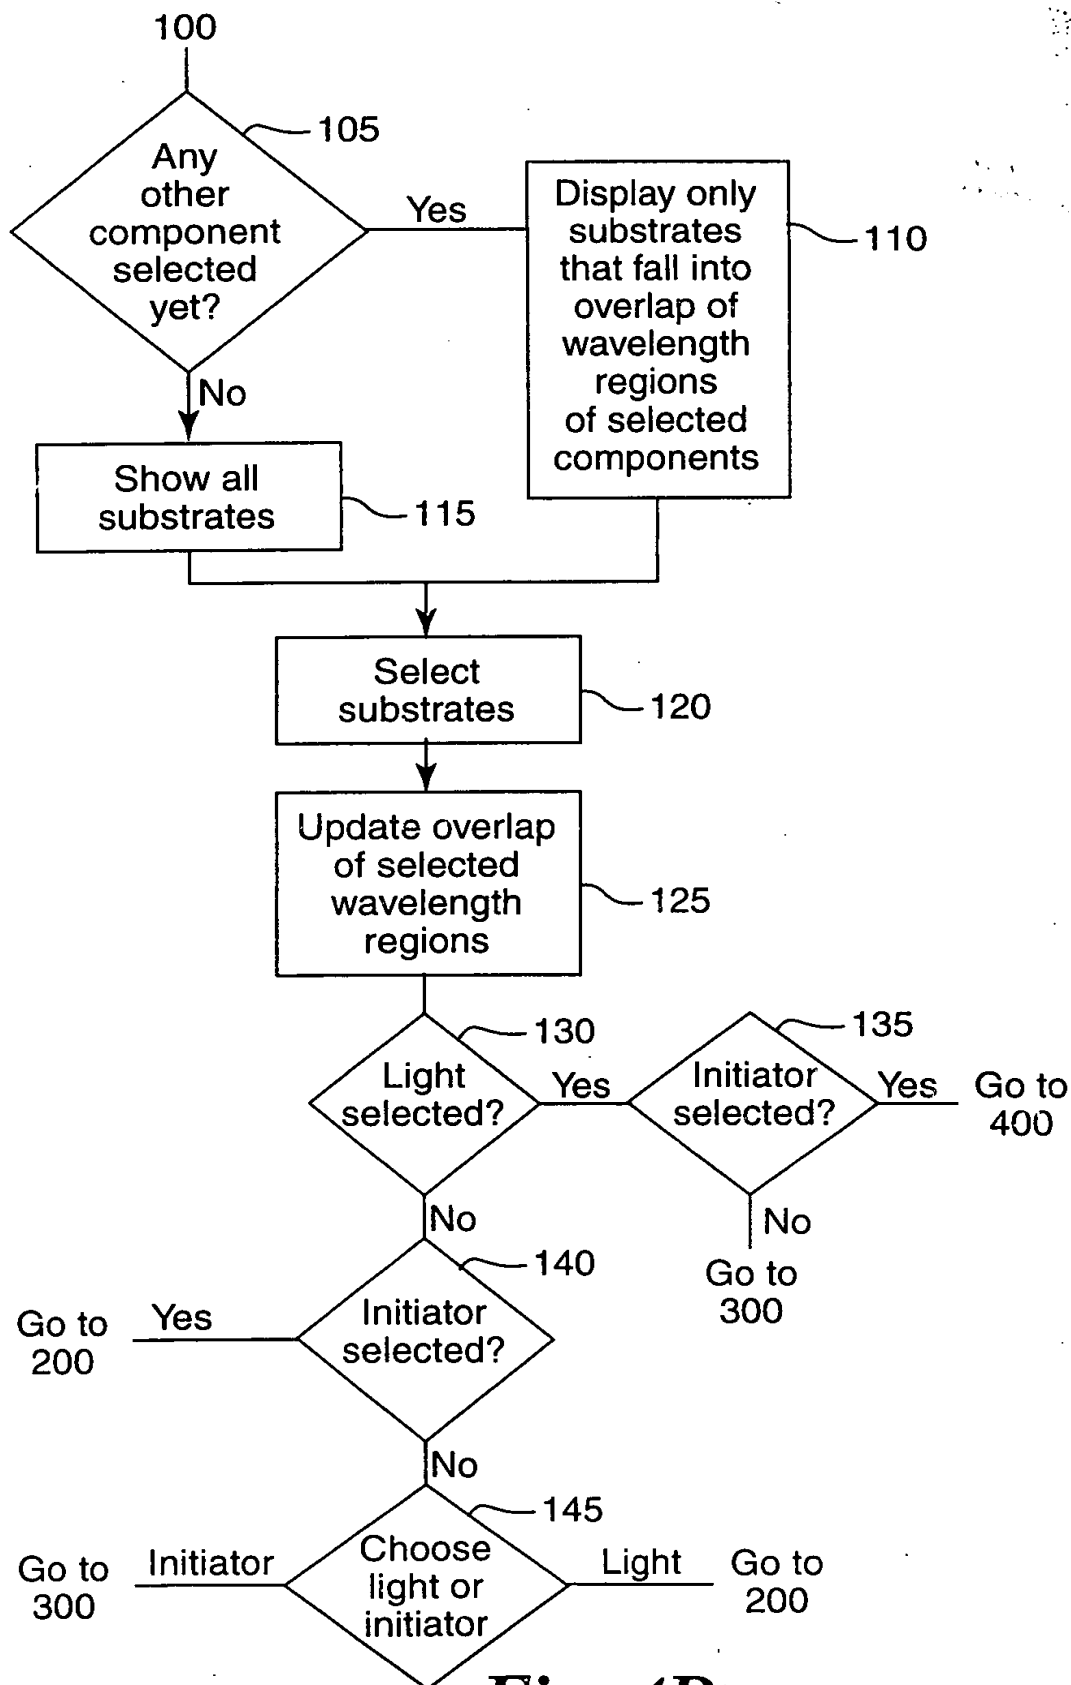 100
105
Any
other
component
selected
yet?
Yes
Display only
substrates
that fall into
overlap of
wavelength
regions
of selected
components
110
No
Show all
substrates
115
Select
substrates
120
Update overlap
of selected
wavelength
regions
125
130
Light
selected?
Yes
135
Initiator
selected?
Yes
Go to
400
No
Go to
300
No
140
Initiator
selected?
Yes
Go to
200
No
145
Choose
light or
initiator
Initiator
Go to
300
Light
Go to
200